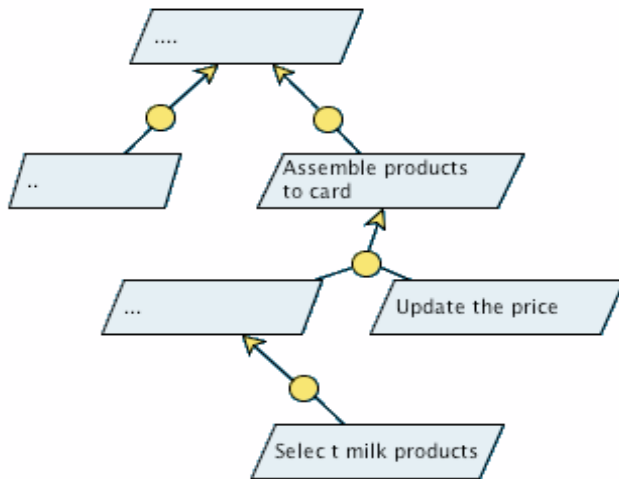 ....
..
Assemble products
to card
...
Update the price
Selec t milk products